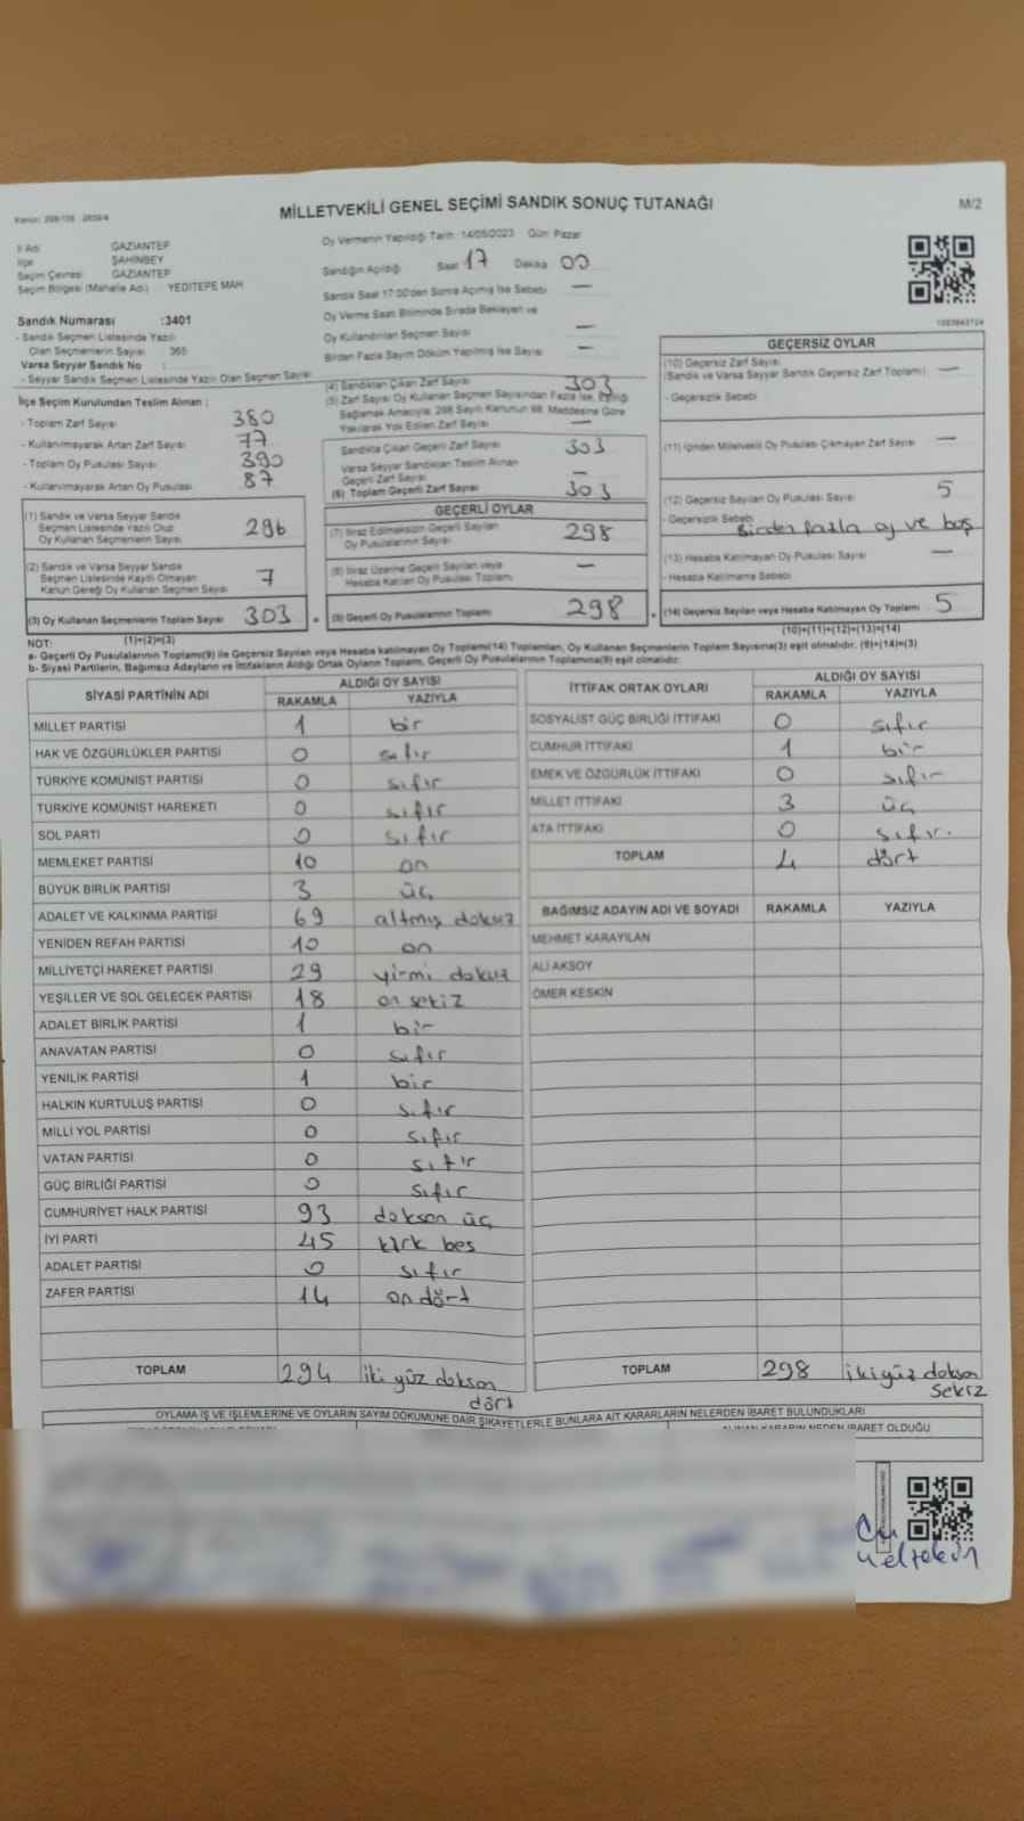 MİLLETVEKİLİ GENEL SEÇİMİ SANDIK SONUÇ TUTANAĞI
M/2
İl Adı GAZİANTEP
İlçe ŞAHİNBEY
Seçim Çevresi GAZİANTEP
Seçim Bölgesi (Mahalle Adı) YEDİTEPE MAH
Sandık Numarası :3401
- Sandık Seçmen Listesinde Yazılı
Olan Seçmenlerin Sayısı 365
Varsa Seyyar Sandık No :
- Seyyar Sandık Seçmen Listesinde Yazılı Olan Seçmen Sayısı
İlçe Seçim Kurulundan Teslim Alınan :
- Toplam Zarf Sayısı 380
- Kullanılmayarak Artan Zarf Sayısı 77
- Toplam Oy Pusulası Sayısı 390
- Kullanılmayarak Artan Oy Pusulası 87
(1) Sandık ve Varsa Seyyar Sandık
Seçmen Listesinde Yazılı Olup
Oy Kullanan Seçmenlerin Sayısı 296
(2) Sandık ve Varsa Seyyar Sandık
Seçmen Listesinde Kayıtlı Olmayan
Kanun Gereği Oy Kullanan Seçmen Sayısı 7
(3) Oy Kullanan Seçmenlerin Toplam Sayısı 303
(1)+(2)=(3)
Oy Vermenin Yapıldığı Tarih :14/05/2023 Gün: Pazar
Sandığın Açıldığı Saat 17 Dakika 00
Sandık Saat 17:00'den Sonra Açılmış İse Sebebi —
Oy Verme Saati Bitiminde Sırada Bekleyen ve
Oy Kullandırılan Seçmen Sayısı —
Birden Fazla Sayım Döküm Yapılmış İse Sayısı —
(4) Sandıktan Çıkan Zarf Sayısı 303
(5) Zarf Sayısı Oy Kullanan Seçmen Sayısından Fazla İse, Eşitliği
Sağlamak Amacıyla, 298 Sayılı Kanunun 98. Maddesine Göre
Yakılarak Yok Edilen Zarf Sayısı —
Sandıkta Çıkan Geçerli Zarf Sayısı 303
Varsa Seyyar Sandıktan Teslim Alınan
Geçerli Zarf Sayısı —
(6) Toplam Geçerli Zarf Sayısı 303
GEÇERLİ OYLAR
(7) İtiraz Edilmeksizin Geçerli Sayılan
Oy Pusulalarının Sayısı 298
(8) İtiraz Üzerine Geçerli Sayılan veya
Hesaba Katılan Oy Pusulası Toplamı —
(9) Geçerli Oy Pusulalarının Toplamı 298
GEÇERSİZ OYLAR
(10) Geçersiz Zarf Sayısı
(Sandık ve Varsa Seyyar Sandık Geçersiz Zarf Toplamı) —
- Geçersizlik Sebebi
(11) İçinden Milletvekili Oy Pusulası Çıkmayan Zarf Sayısı —
(12) Geçersiz Sayılan Oy Pusulası Sayısı 5
- Geçersizlik Sebebi Birden fazla oy ve boş
(13) Hesaba Katılmayan Oy Pusulası Sayısı —
- Hesaba Katılmama Sebebi
(14) Geçersiz Sayılan veya Hesaba Katılmayan Oy Toplamı 5
(10)+(11)+(12)+(13)=(14)
NOT:
a- Geçerli Oy Pusulalarının Toplamı(9) ile Geçersiz Sayılan veya Hesaba katılmayan Oy Toplamı(14) Toplamları, Oy Kullanan Seçmenlerin Toplam Sayısına(3) eşit olmalıdır. (9)+(14)=(3)
b- Siyasi Partilerin, Bağımsız Adayların ve İttifakların Aldığı Ortak Oyların Toplamı, Geçerli Oy Pusulalarının Toplamına(9) eşit olmalıdır.
SİYASİ PARTİNİN ADI ALDIĞI OY SAYISI
RAKAMLA YAZIYLA
MİLLET PARTİSİ 1 bir
HAK VE ÖZGÜRLÜKLER PARTİSİ 0 sıfır
TÜRKİYE KOMÜNİST PARTİSİ 0 sıfır
TÜRKİYE KOMÜNİST HAREKETİ 0 sıfır
SOL PARTİ 0 sıfır
MEMLEKET PARTİSİ 10 on
BÜYÜK BİRLİK PARTİSİ 3 üç
ADALET VE KALKINMA PARTİSİ 69 altmış dokuz
YENİDEN REFAH PARTİSİ 10 on
MİLLİYETÇİ HAREKET PARTİSİ 29 yirmi dokuz
YEŞİLLER VE SOL GELECEK PARTİSİ 18 on sekiz
ADALET BİRLİK PARTİSİ 1 bir
ANAVATAN PARTİSİ 0 sıfır
YENİLİK PARTİSİ 1 bir
HALKIN KURTULUŞ PARTİSİ 0 sıfır
MİLLİ YOL PARTİSİ 0 sıfır
VATAN PARTİSİ 0 sıfır
GÜÇ BİRLİĞİ PARTİSİ 0 sıfır
CUMHURİYET HALK PARTİSİ 93 doksan üç
İYİ PARTİ 45 kırk beş
ADALET PARTİSİ 0 sıfır
ZAFER PARTİSİ 14 on dört
TOPLAM 294 iki yüz doksan dört
İTTİFAK ORTAK OYLARI ALDIĞI OY SAYISI
RAKAMLA YAZIYLA
SOSYALİST GÜÇ BİRLİĞİ İTTİFAKI 0 sıfır
CUMHUR İTTİFAKI 1 bir
EMEK VE ÖZGÜRLÜK İTTİFAKI 0 sıfır
MİLLET İTTİFAKI 3 üç
ATA İTTİFAKI 0 sıfır.
TOPLAM 4 dört
BAĞIMSIZ ADAYIN ADI VE SOYADI RAKAMLA YAZIYLA
MEHMET KARAYILAN
ALİ AKSOY
ÖMER KESKİN
TOPLAM 298 iki yüz doksan sekiz
OYLAMA İŞ VE İŞLEMLERİNE VE OYLARIN SAYIM DÖKÜMÜNE DAİR ŞİKAYETLERLE BUNLARA AİT KARARLARIN NELERDEN İBARET BULUNDUKLARI
ALINAN KARARIN NEDEN İBARET OLDUĞU